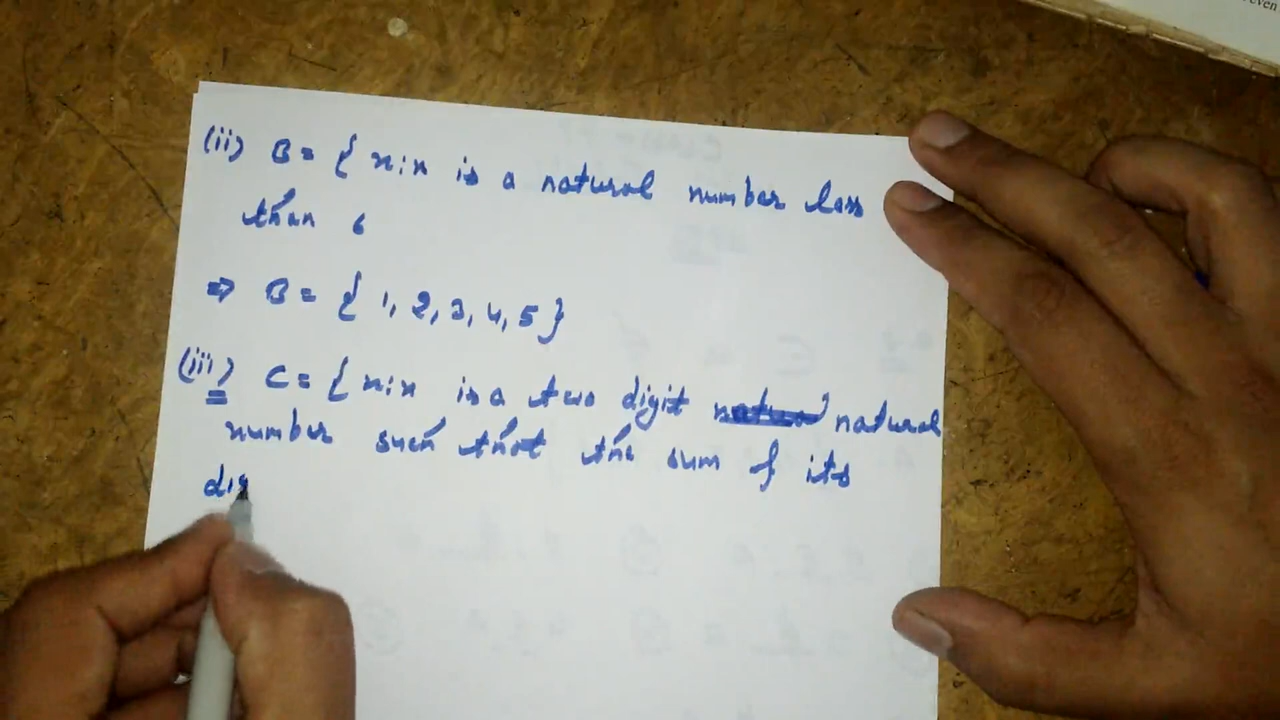 (ii) B = { x : x is a natural number less
than 6
⇒ B = { 1, 2, 3, 4, 5 }
(iii) C = { x : x is a two digit natural
number such that the sum of its
dig
even